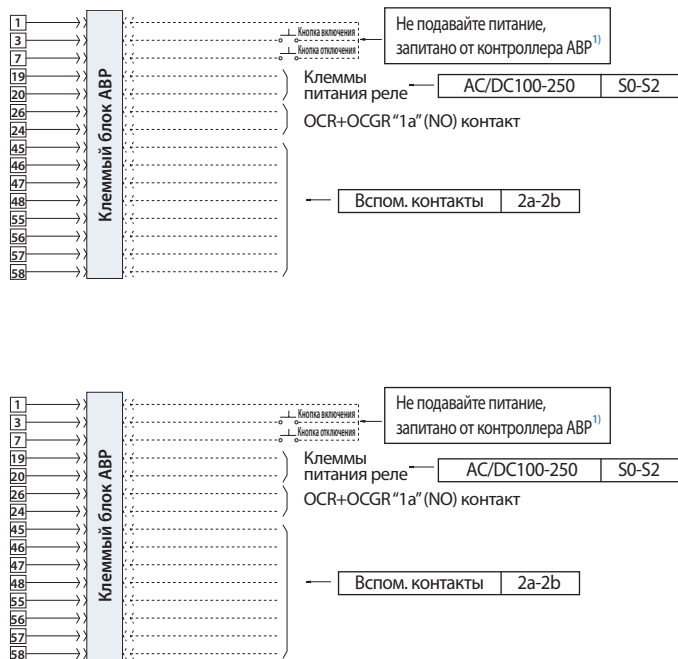 1
Кнопка включения
Не подавайте питание,
3
запитано от контроллера АВР1)
7
Кнопка отключения
19
Клеммы
питания реле
AC/DC100-250
S0-S2
20
26
OCR+OCGR "1a" (NO) контакт
24
45
46
47
48
Вспом. контакты
2a-2b
55
56
57
58
Клеммный блок АВР
1
Кнопка включения
Не подавайте питание,
3
запитано от контроллера АВР1)
7
Кнопка отключения
19
Клеммы
питания реле
AC/DC100-250
S0-S2
20
26
OCR+OCGR "1a" (NO) контакт
24
45
46
47
48
Вспом. контакты
2a-2b
55
56
57
58
Клеммный блок АВР